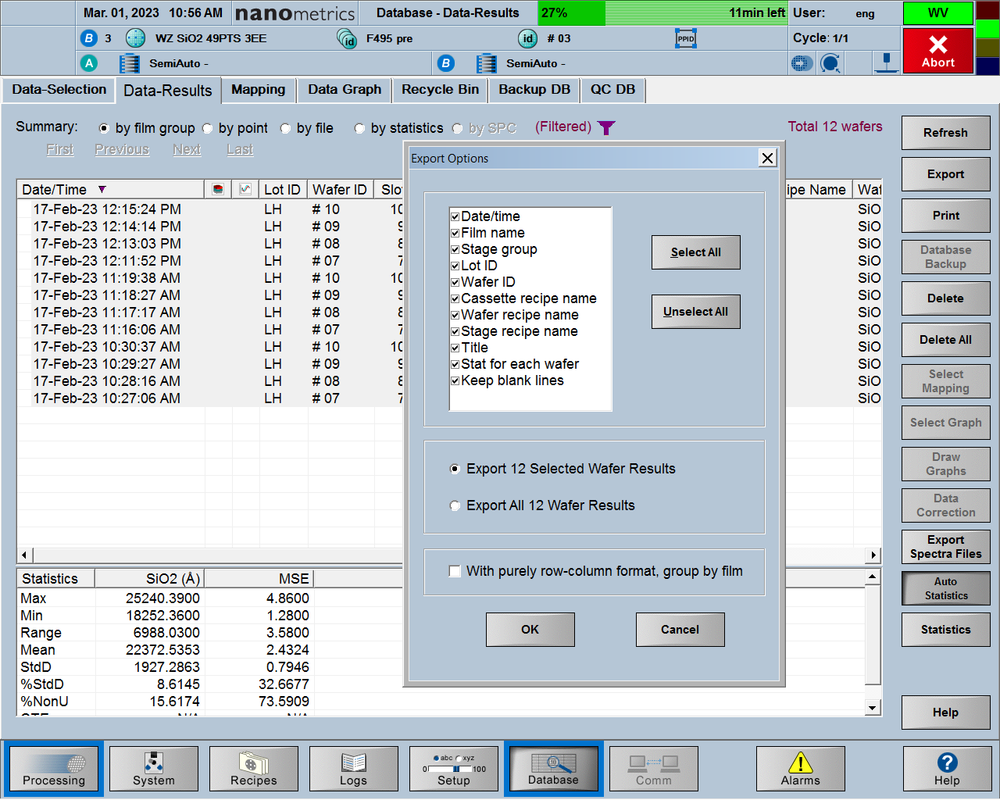 Mar. 01, 2023 10:56 AM
nanometrics
Database - Data-Results
27%
11min left
User: eng
WV
B 3 WZ SiO2 49PTS 3EE
id F495 pre
id # 03
PPID
Cycle: 1/1
Abort
A SemiAuto -
B SemiAuto -
Data-Selection Data-Results Mapping Data Graph Recycle Bin Backup DB QC DB
Summary: by film group by point by file by statistics by SPC (Filtered) Total 12 wafers
First Previous Next Last
Date/Time Lot ID Wafer ID Slo ipe Name Waf
17-Feb-23 12:15:24 PM LH # 10 10 SiO
17-Feb-23 12:14:14 PM LH # 09 9 SiO
17-Feb-23 12:13:03 PM LH # 08 8 SiO
17-Feb-23 12:11:52 PM LH # 07 7 SiO
17-Feb-23 11:19:38 AM LH # 10 10 SiO
17-Feb-23 11:18:27 AM LH # 09 9 SiO
17-Feb-23 11:17:17 AM LH # 08 8 SiO
17-Feb-23 11:16:06 AM LH # 07 7 SiO
17-Feb-23 10:30:37 AM LH # 10 10 SiO
17-Feb-23 10:29:27 AM LH # 09 9 SiO
17-Feb-23 10:28:16 AM LH # 08 8 SiO
17-Feb-23 10:27:06 AM LH # 07 7 SiO
Export Options
Date/time
Film name
Stage group
Lot ID
Wafer ID
Cassette recipe name
Wafer recipe name
Stage recipe name
Title
Stat for each wafer
Keep blank lines
Select All
Unselect All
Export 12 Selected Wafer Results
Export All 12 Wafer Results
With purely row-column format, group by film
OK
Cancel
Statistics SiO2 (Å) MSE
Max 25240.3900 4.8600
Min 18252.3600 1.2800
Range 6988.0300 3.5800
Mean 22372.5353 2.4324
StdD 1927.2863 0.7946
%StdD 8.6145 32.6677
%NonU 15.6174 73.5909
Refresh
Export
Print
Database
Backup
Delete
Delete All
Select
Mapping
Select Graph
Draw
Graphs
Data
Correction
Export
Spectra Files
Auto
Statistics
Statistics
Help
Processing
System
Recipes
Logs
abc xyz
0 100
Setup
Database
Comm
Alarms
Help